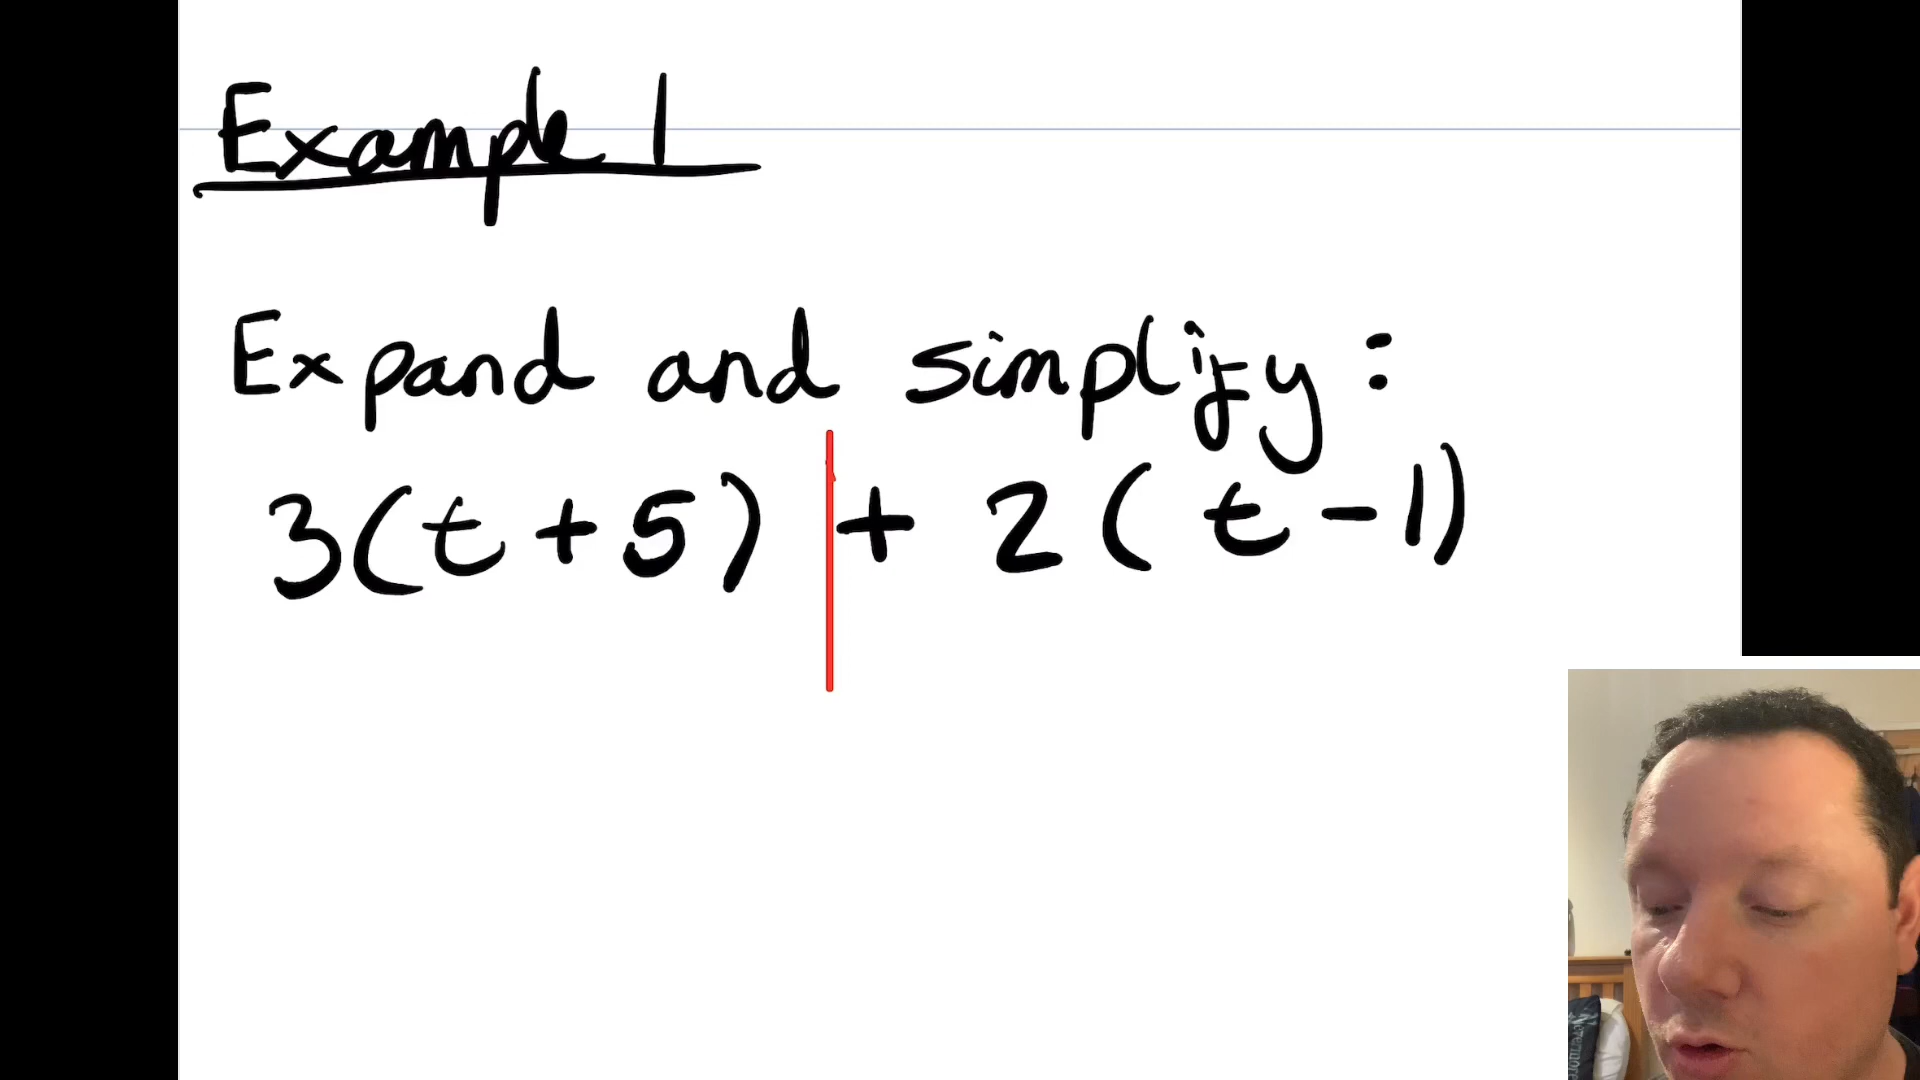 Example 1
Expand and simplify:
3(t+5) + 2(t-1)